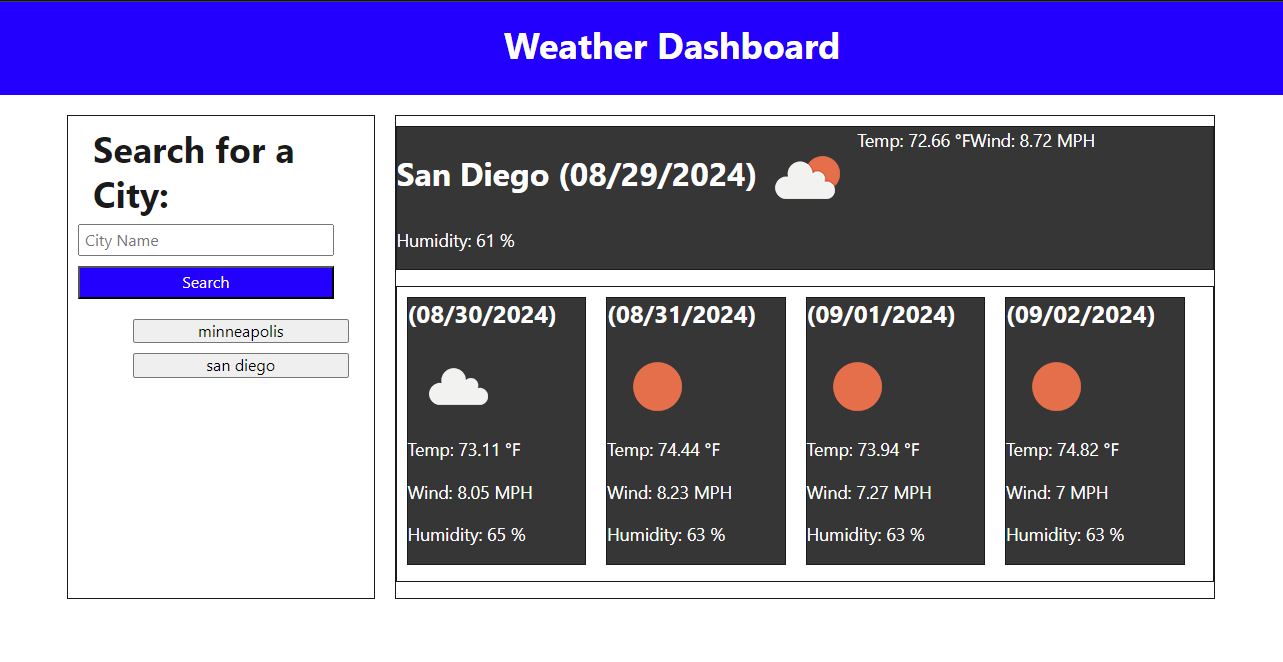 Weather Dashboard
Search for a
City:
City Name
Search
minneapolis
san diego
San Diego (08/29/2024)
Temp: 72.66 °FWind: 8.72 MPH
Humidity: 61 %
(08/30/2024)
Temp: 73.11 °F
Wind: 8.05 MPH
Humidity: 65 %
(08/31/2024)
Temp: 74.44 °F
Wind: 8.23 MPH
Humidity: 63 %
(09/01/2024)
Temp: 73.94 °F
Wind: 7.27 MPH
Humidity: 63 %
(09/02/2024)
Temp: 74.82 °F
Wind: 7 MPH
Humidity: 63 %